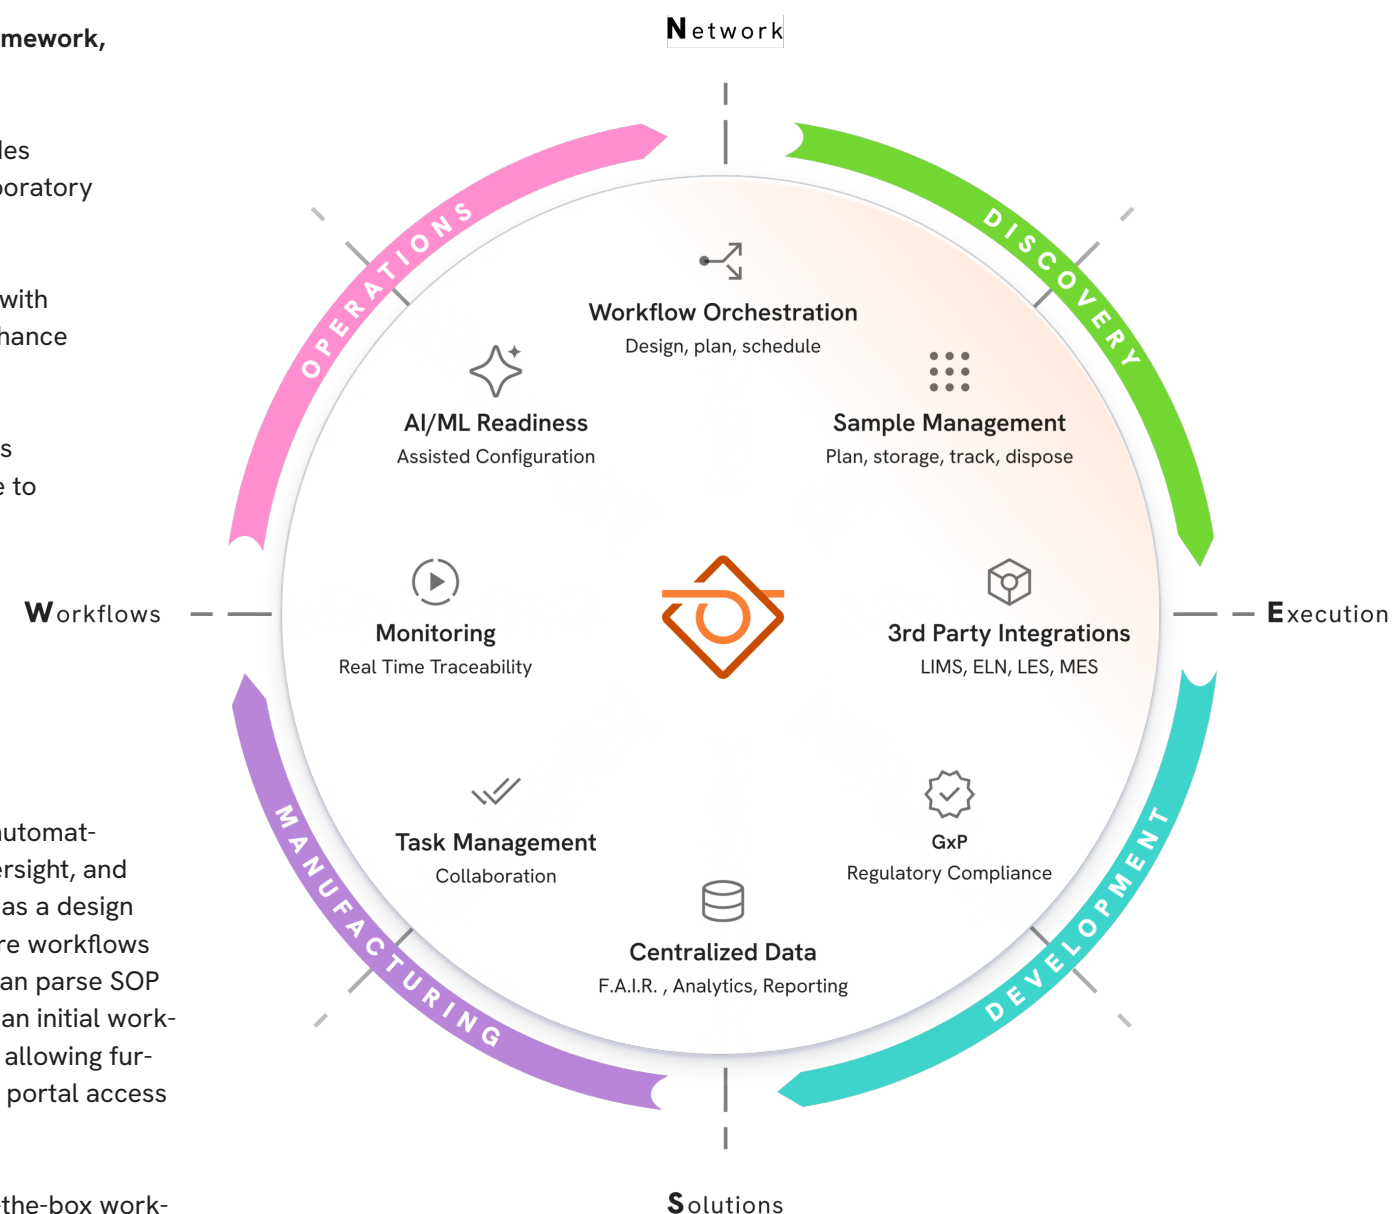 mework,
les
boratory
with
hance
s
e to
automat-
ersight, and
as a design
re workflows
an parse SOP
an initial work-
allowing fur-
portal access
-the-box work-
Network
OPERATIONS
DISCOVERY
Workflow Orchestration
Design, plan, schedule
AI/ML Readiness
Assisted Configuration
Sample Management
Plan, storage, track, dispose
Workflows
Execution
Monitoring
Real Time Traceability
3rd Party Integrations
LIMS, ELN, LES, MES
Task Management
Collaboration
GxP
Regulatory Compliance
Centralized Data
F.A.I.R. , Analytics, Reporting
MANUFACTURING
DEVELOPMENT
Solutions